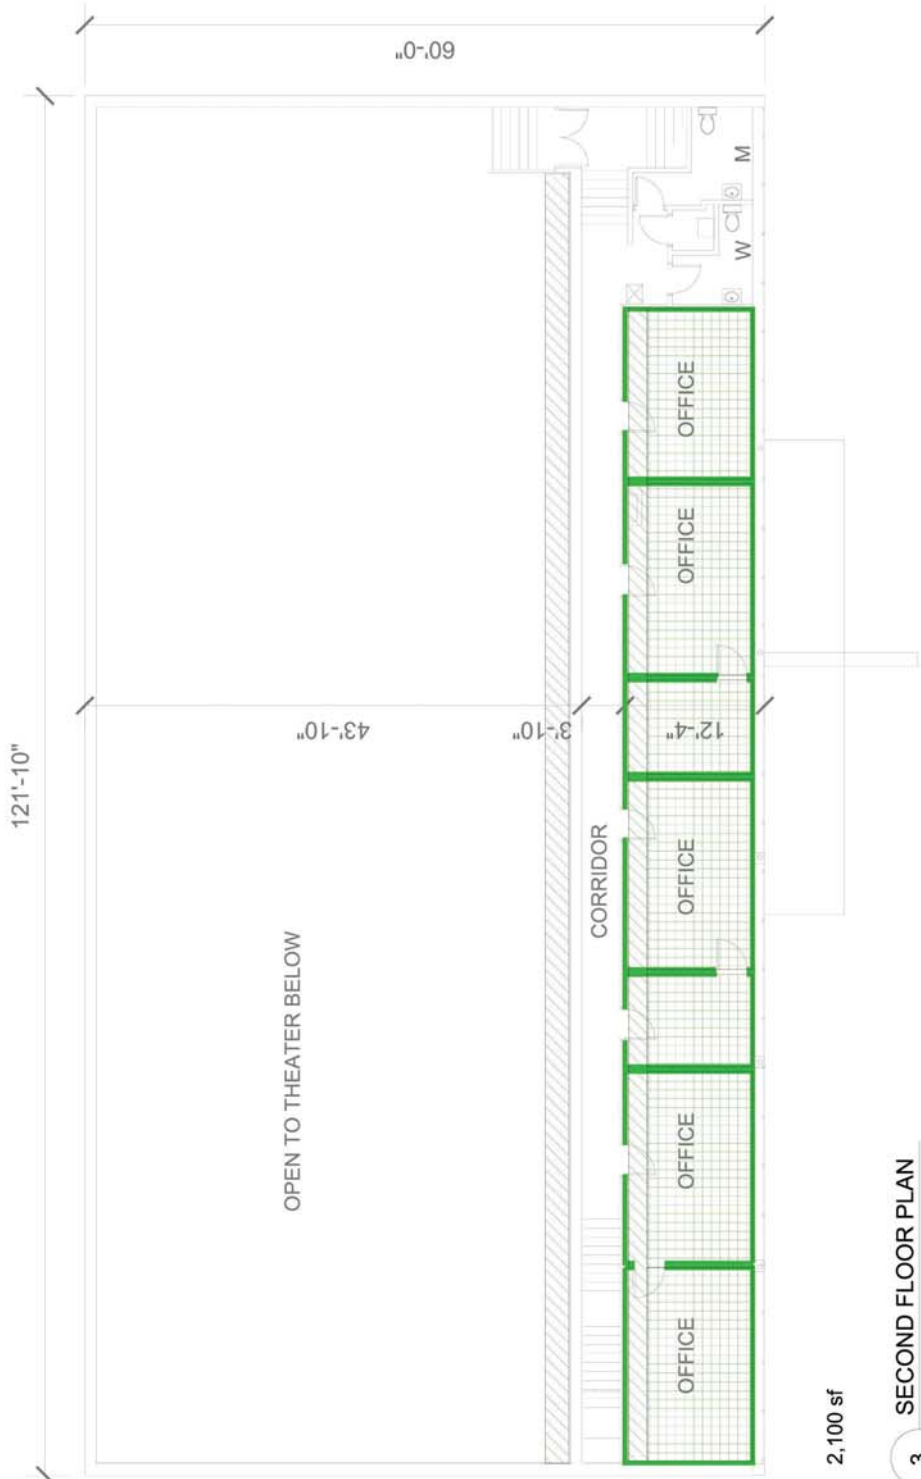 60'-0"
121'-10"
M
W
OFFICE
OFFICE
43'-10"
3'-10"
12'-4"
CORRIDOR
OFFICE
OPEN TO THEATER BELOW
OFFICE
OFFICE
2,100 sf
SECOND FLOOR PLAN
3